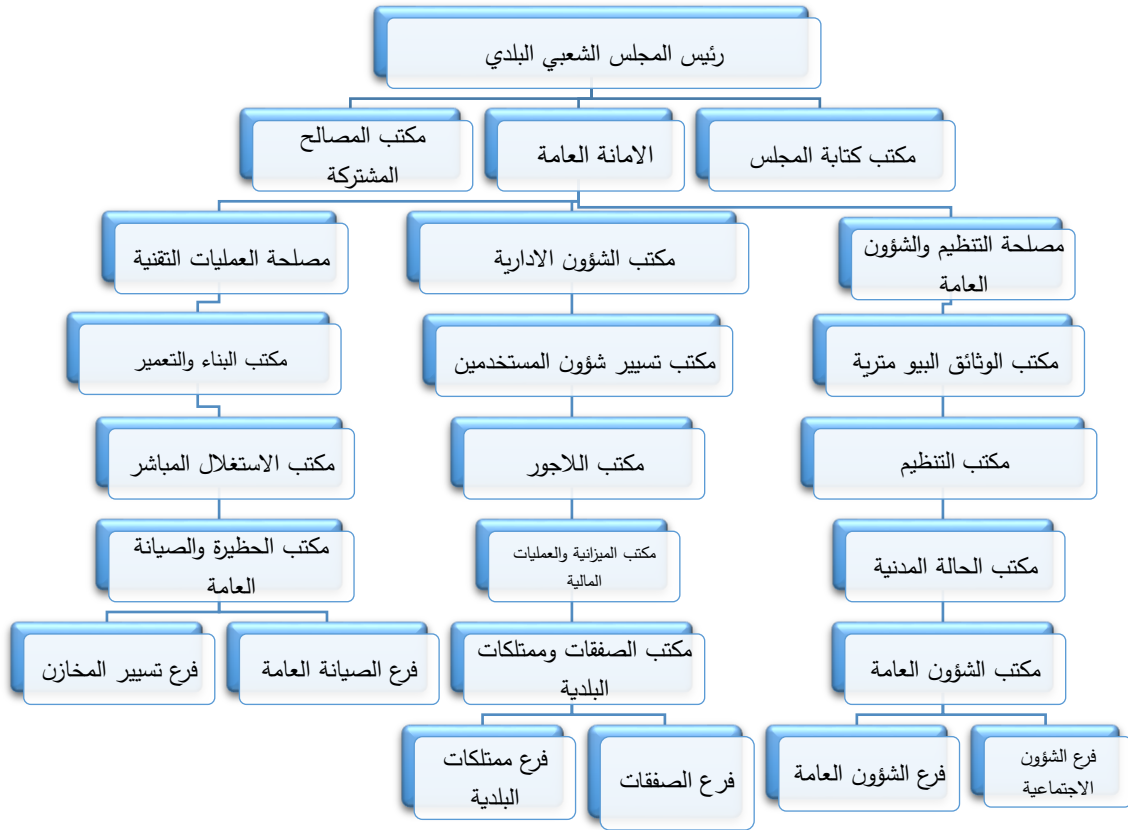 رئيس المجلس الشعبي البلدي
مكتب كتابة المجلس
الامانة العامة
مكتب المصالح
المشتركة
مصلحة التنظيم والشؤون
العامة
مكتب الشؤون الادارية
مصلحة العمليات التقنية
مكتب الوثائق البيو مترية
مكتب تسيير شؤون المستخدمين
مكتب البناء والتعمير
مكتب التنظيم
مكتب اللاجور
مكتب الاستغلال المباشر
مكتب الحالة المدنية
مكتب الميزانية والعمليات
المالية
مكتب الحظيرة والصيانة
العامة
مكتب الشؤون العامة
مكتب الصفقات وممتلكات
البلدية
فرع الصيانة العامة
فرع تسيير المخازن
فرع الشؤون
الاجتماعية
فرع الشؤون العامة
فرع الصفقات
فرع ممتلكات
البلدية